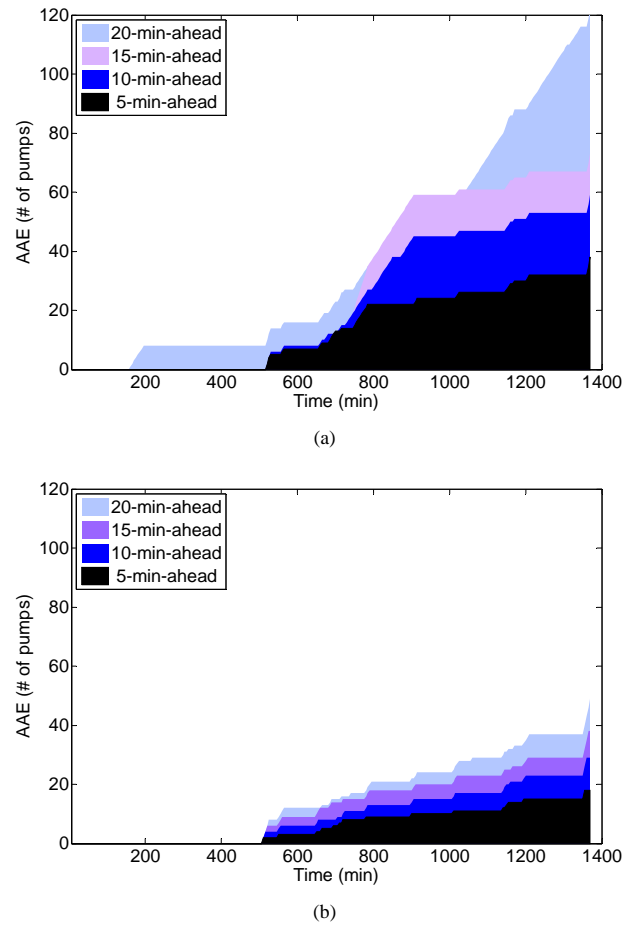 120
100
80
60
40
20
0
AAE (# of pumps)
20-min-ahead
15-min-ahead
10-min-ahead
5-min-ahead
200 400 600 800 1000 1200 1400
Time (min)
(a)
120
100
80
60
40
20
0
AAE (# of pumps)
20-min-ahead
15-min-ahead
10-min-ahead
5-min-ahead
200 400 600 800 1000 1200 1400
Time (min)
(b)